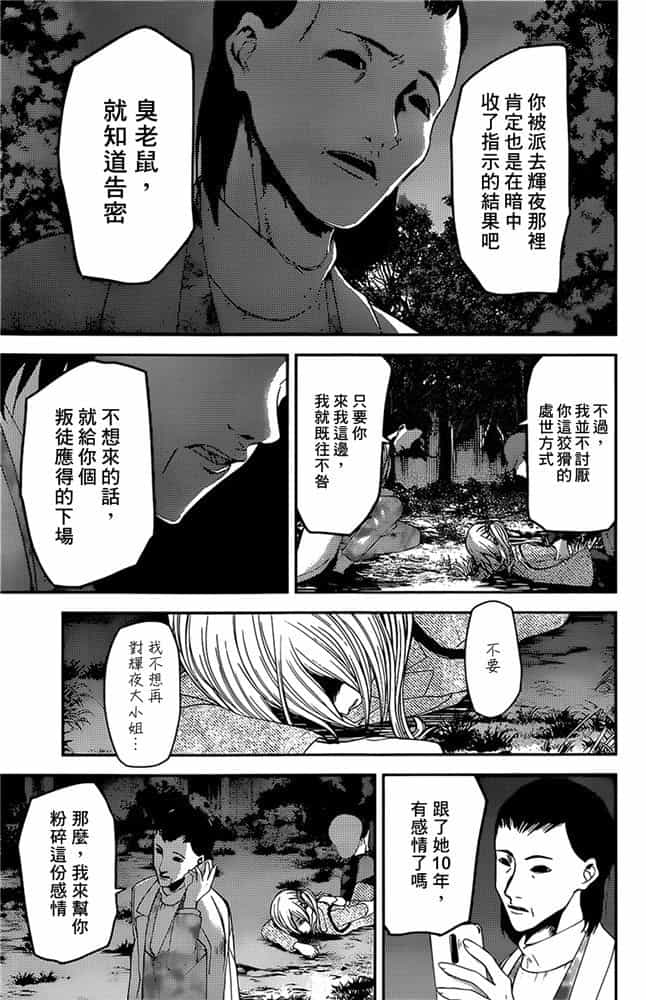 你被派去輝夜那裡
肯定也是在暗中
收了指示的結果吧
臭老鼠，
就知道告密
不過，
我並不討厭
你這狡猾的
處世方式
只要你
來我這邊，
我就既往不咎
不想來的話，
就給你個
叛徒應得的下場
不要
我不想再
對輝夜大小姐…
跟了她10年，
有感情了嗎
那麼，我來幫你
粉碎這份感情